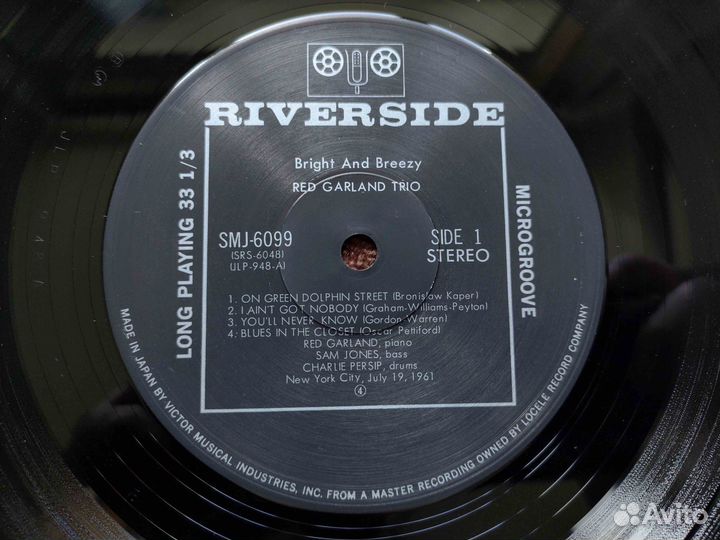 RIVERSIDE
Bright And Breezy
RED GARLAND TRIO
SMJ-6099
(SRS-6048)
(JLP-948-A)
SIDE 1
STEREO
1. ON GREEN DOLPHIN STREET (Bronislaw Kaper)
2. I AIN'T GOT NOBODY (Graham-Williams-Peyton)
3. YOU'LL NEVER KNOW (Gordon Warren)
4. BLUES IN THE CLOSET (Oscar Pettiford)
RED GARLAND, piano
SAM JONES, bass
CHARLIE PERSIP, drums
New York City, July 19, 1961
④
LONG PLAYING 33 1/3
MICROGROOVE
MADE IN JAPAN BY VICTOR MUSICAL INDUSTRIES, INC. FROM A MASTER RECORDING OWNED BY LOCELE RECORD COMPANY
Avito